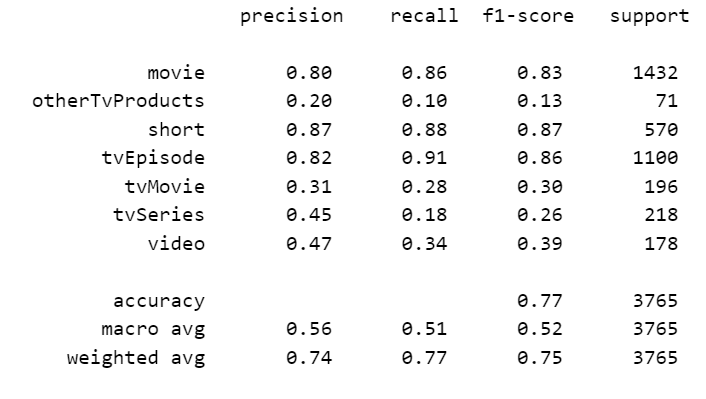 precision recall f1-score support
movie 0.80 0.86 0.83 1432
otherTvProducts 0.20 0.10 0.13 71
short 0.87 0.88 0.87 570
tvEpisode 0.82 0.91 0.86 1100
tvMovie 0.31 0.28 0.30 196
tvSeries 0.45 0.18 0.26 218
video 0.47 0.34 0.39 178
accuracy 0.77 3765
macro avg 0.56 0.51 0.52 3765
weighted avg 0.74 0.77 0.75 3765